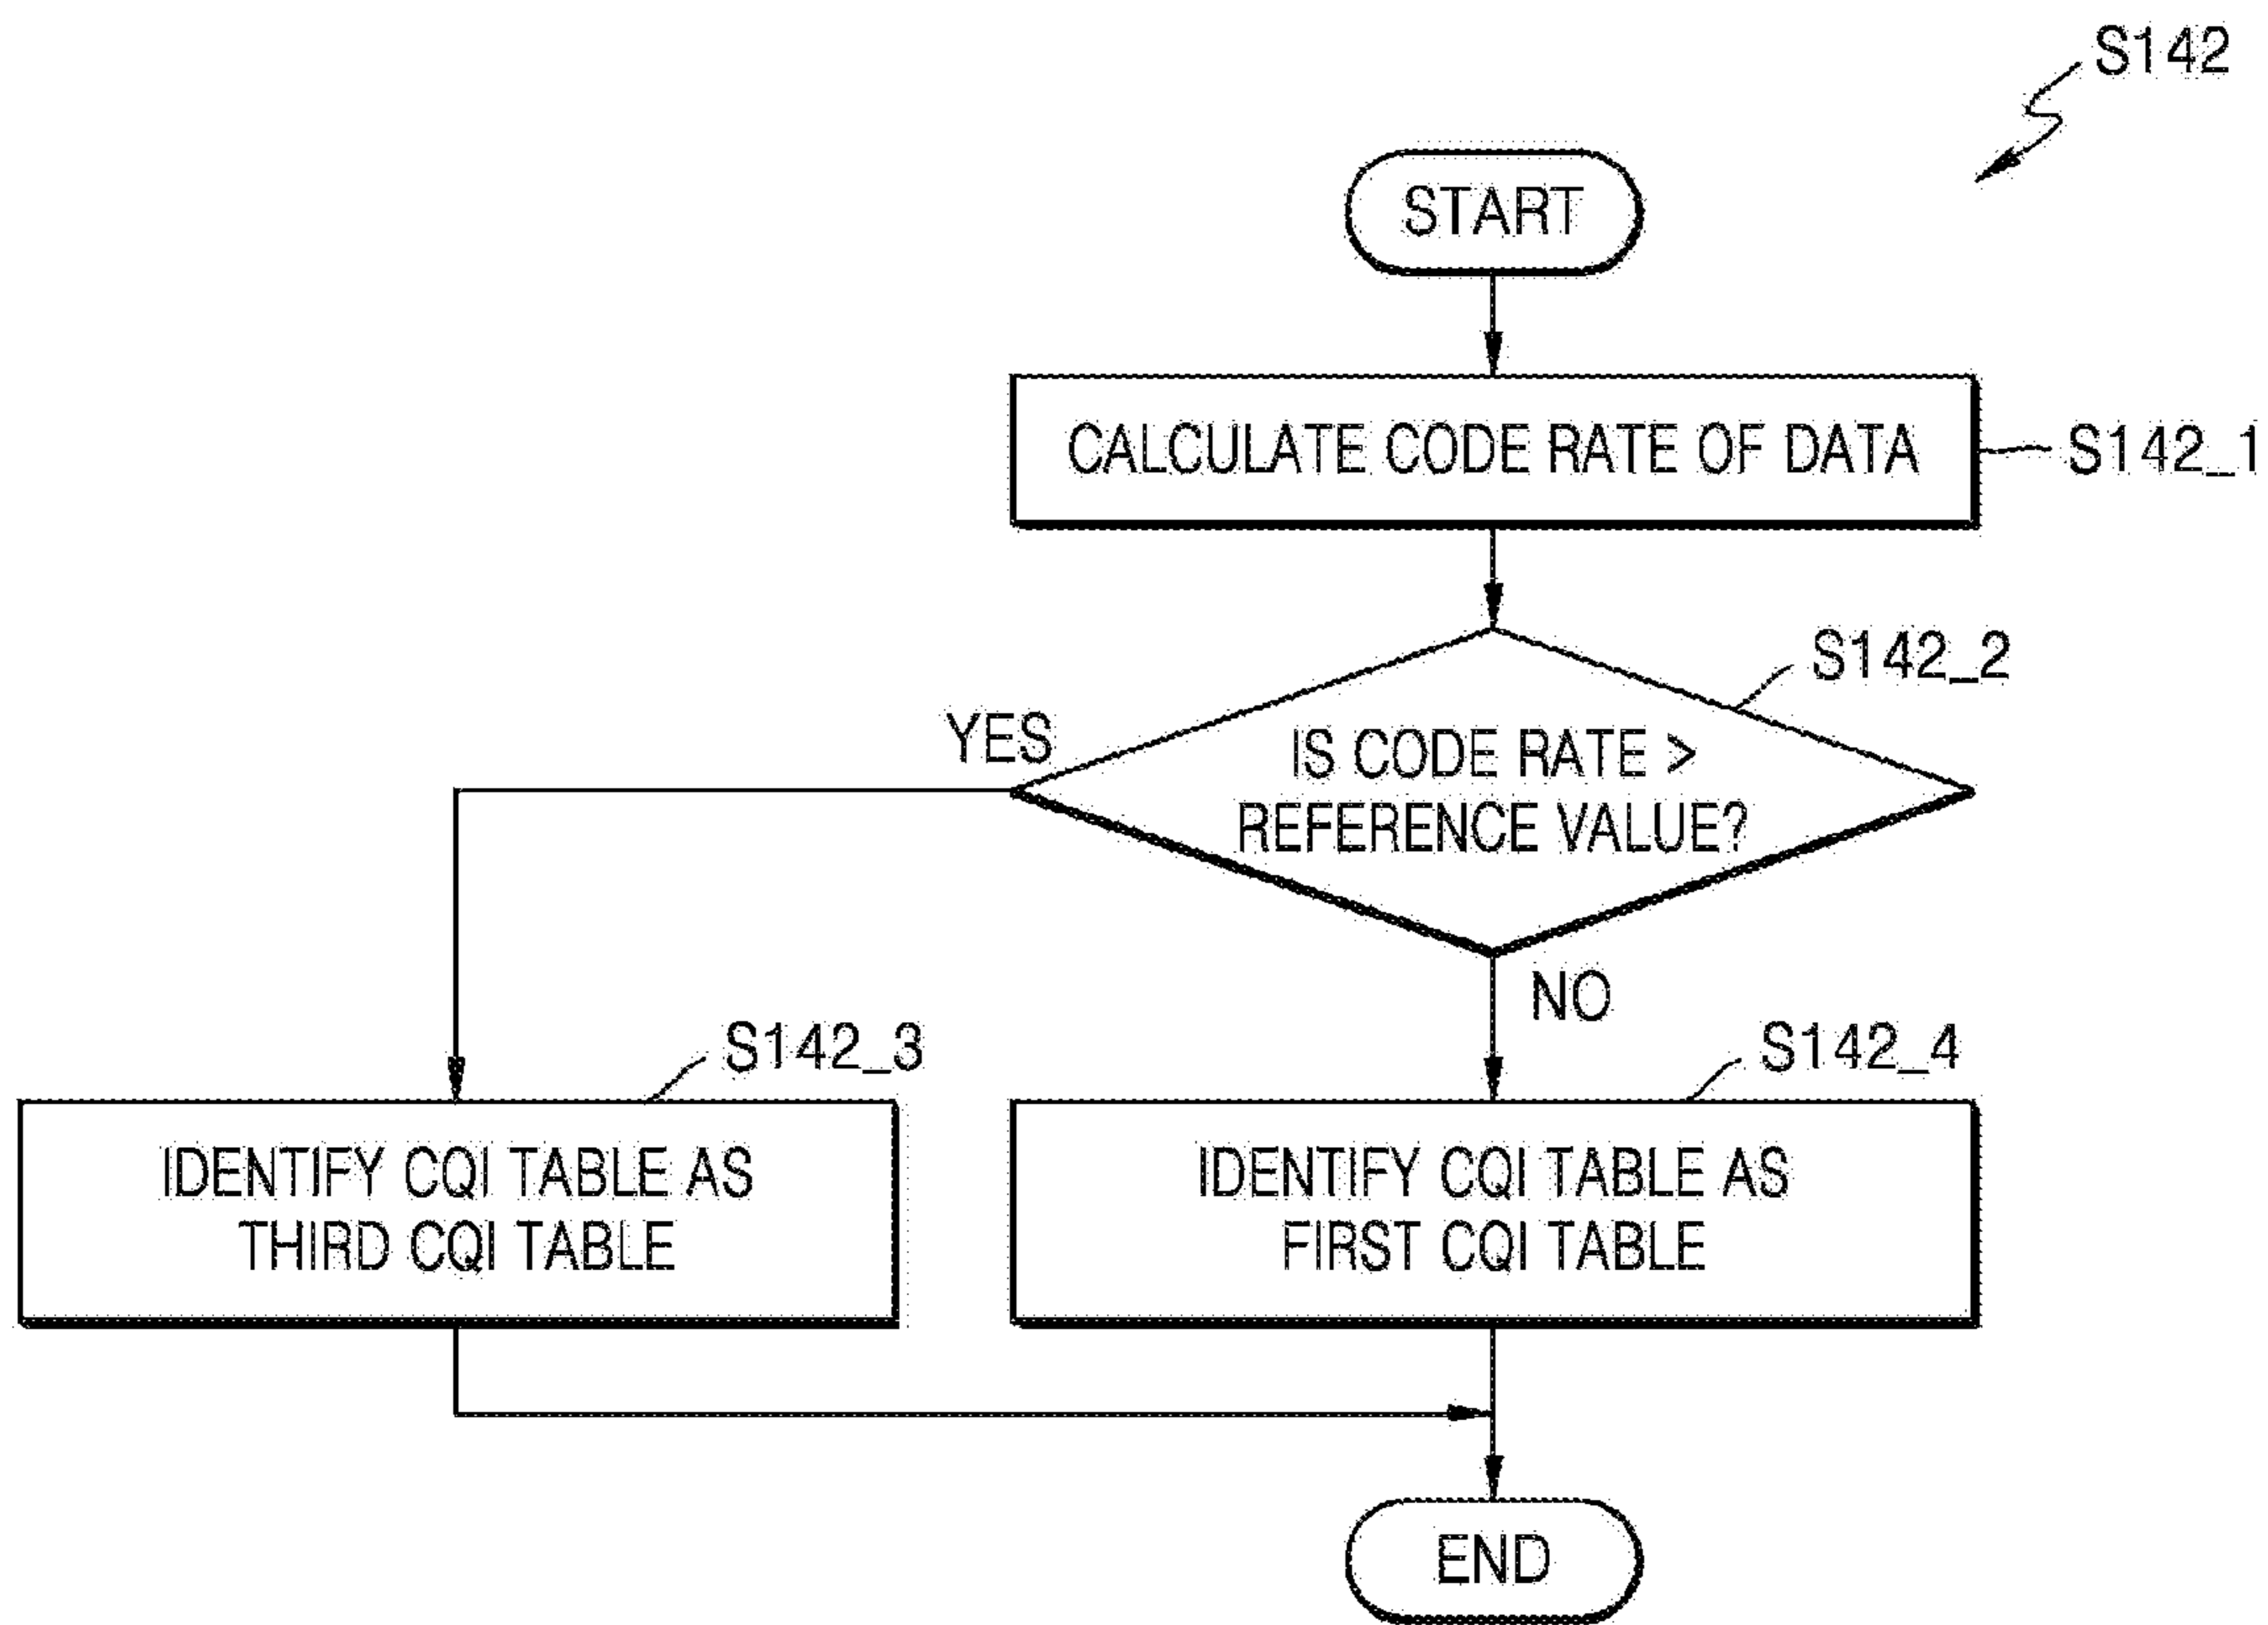 S142
START
CALCULATE CODE RATE OF DATA
S142_1
S142_2
YES
IS CODE RATE >
REFERENCE VALUE?
NO
S142_3
S142_4
IDENTIFY CQI TABLE AS
THIRD CQI TABLE
IDENTIFY CQI TABLE AS
FIRST CQI TABLE
END